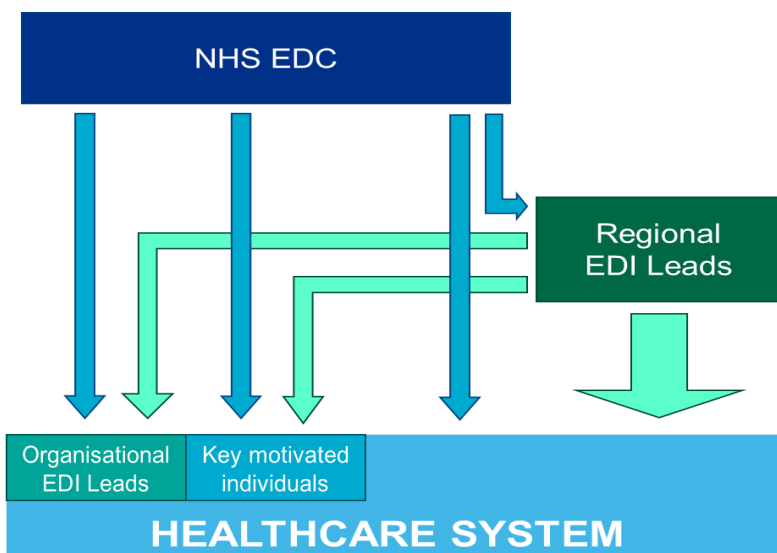 NHS EDC
Regional
EDI Leads
Organisational
EDI Leads
Key motivated
individuals
HEALTHCARE SYSTEM